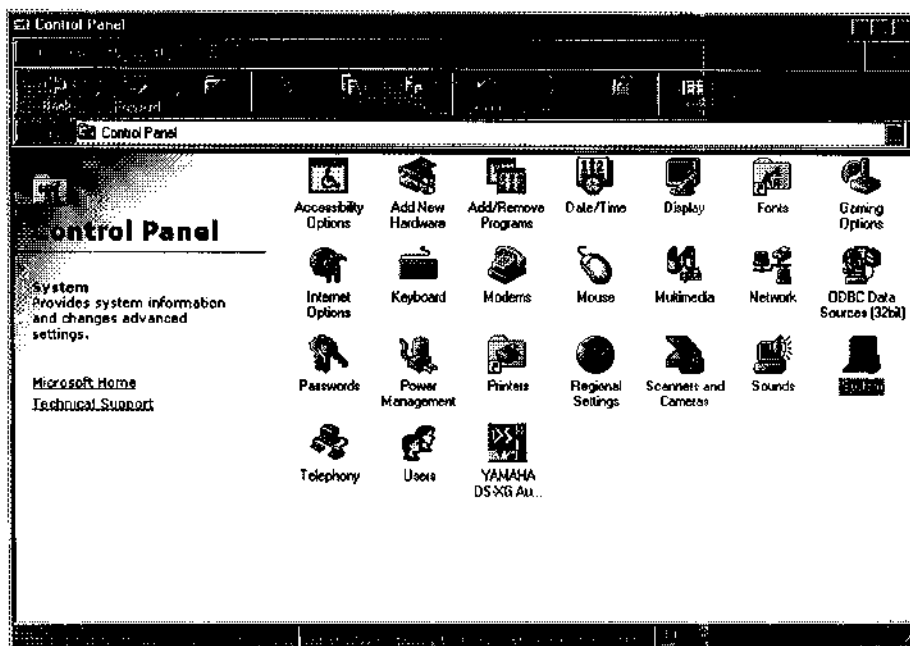 Control Panel
Back
Forward
Control Panel
Accessibility
Options
Add New
Hardware
Add/Remove
Programs
Date/Time
Display
Fonts
Gaming
Options
Control Panel
System
Provides system information
and changes advanced
settings.
Internet
Options
Keyboard
Modems
Mouse
Multimedia
Network
ODBC Data
Sources (32bit)
Microsoft Home
Technical Support
Passwords
Power
Management
Printers
Regional
Settings
Scanners and
Cameras
Sounds
System
Telephony
Users
YAMAHA
DS-XG Au...